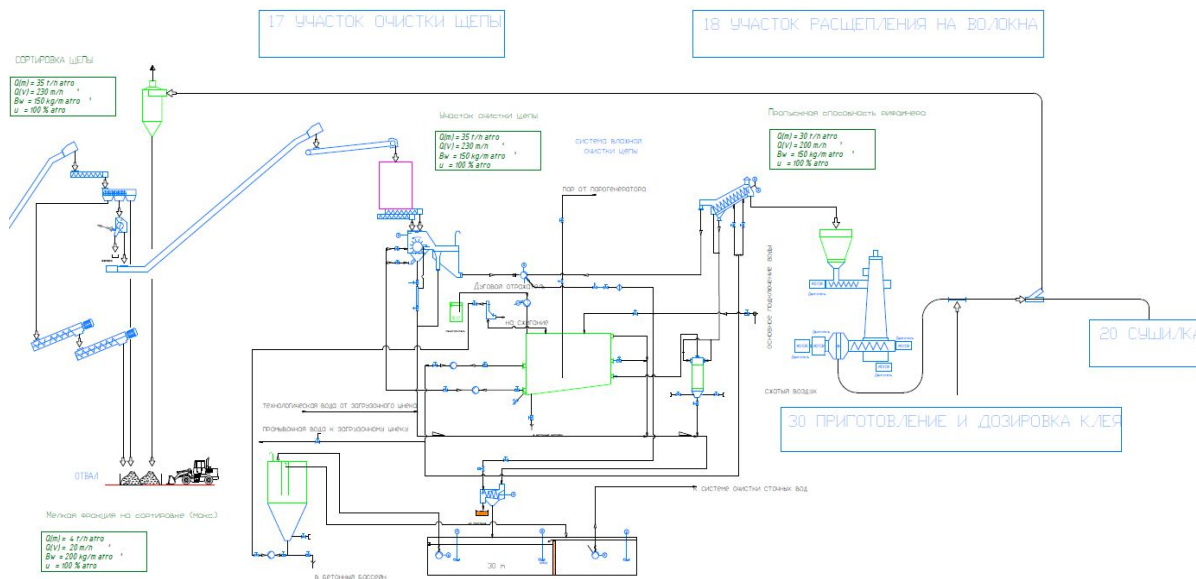 17 УЧАСТОК ОЧИСТКИ ЩЕПЫ
18 УЧАСТОК РАСЩЕПЛЕНИЯ НА ВОЛОКНА
СОРТИРОВКА ЩЕПЫ
Q(m) = 35 t/h atro
Q(V) = 230 m/h
Bw = 150 kg/m atro
u = 100 % atro
Участок очистки щепы
Q(m) = 35 t/h atro
Q(V) = 230 m/h
Bw = 150 kg/m atro
u = 100 % atro
система влажной
очистки щепы
Пропускная способность рифайнера
Q(m) = 30 t/h atro
Q(V) = 200 m/h
Bw = 150 kg/m atro
u = 100 % atro
пар от парогенератора
Дуговой отражатель
на сжигание
основное подключение воды
20 СУШИЛКА
сжатый воздух
30 ПРИГОТОВЛЕНИЕ И ДОЗИРОВКА КЛЕЯ
технологическая вода от загрузочного шнека
промывочная вода к загрузочному шнеку
ОТВАЛ
к системе очистки сточных вод
Мелкая фракция на сортировке (макс.)
Q(m) = 4 t/h atro
Q(V) = 20 m/h
Bw = 200 kg/m atro
u = 100 % atro
30 m
в бетонный бассейн